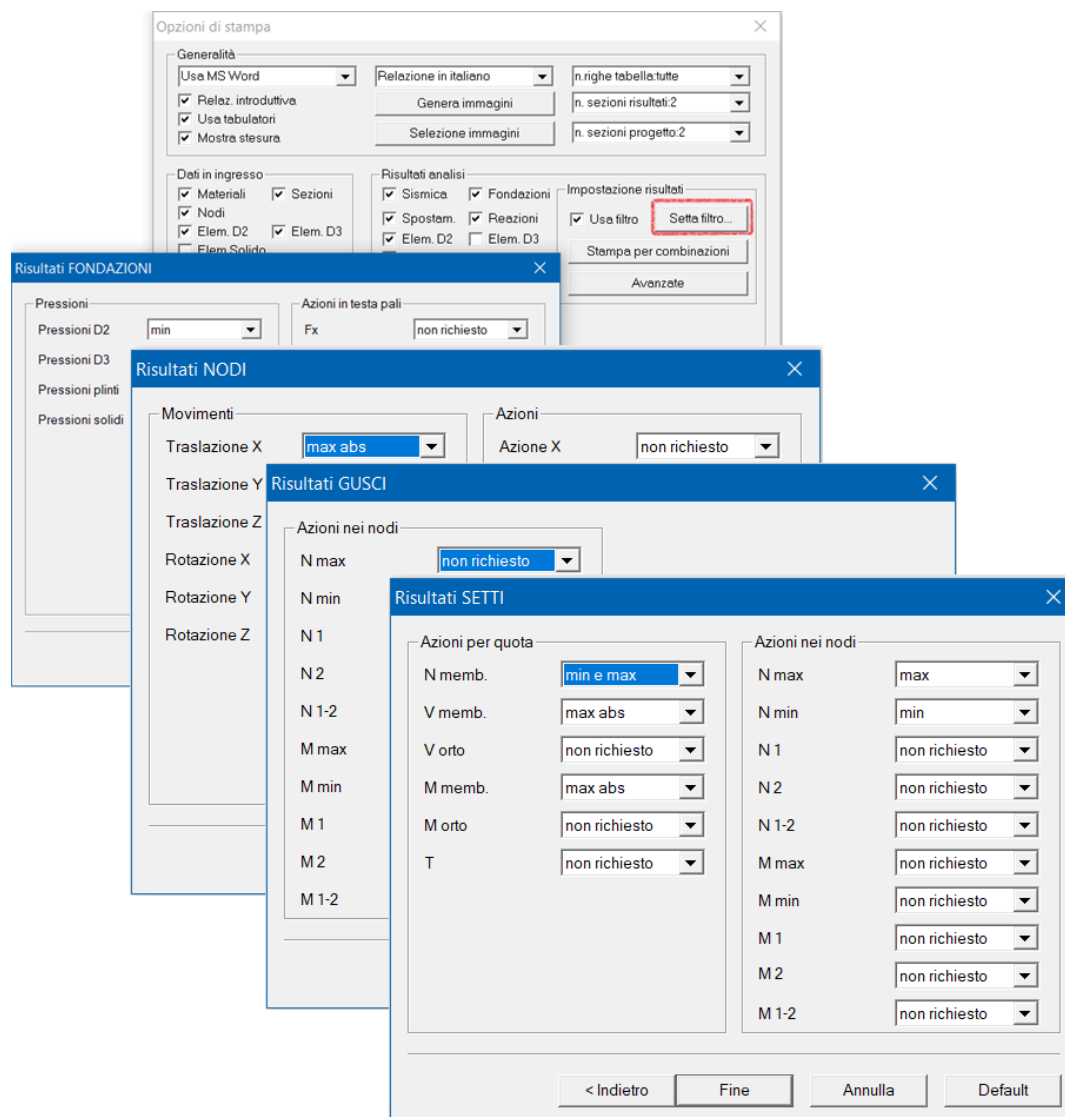 Opzioni di stampa
Generalità
Usa MS Word Relazione in italiano n.righe tabella:tutte
Relaz. introduttiva Genera immagini n. sezioni risultati:2
Usa tabulatori
Mostra stesura Selezione immagini n. sezioni progetto:2
Dati in ingresso Risultati analisi
Materiali Sezioni Sismica Fondazioni Impostazione risultati
Nodi Spostam. Reazioni Usa filtro Setta filtro...
Elem. D2 Elem. D3 Elem. D2 Elem. D3
Elem Solido Stampa per combinazioni
Avanzate
Risultati FONDAZIONI
Pressioni Azioni in testa pali
Pressioni D2 min Fx non richiesto
Pressioni D3
Pressioni plinti
Pressioni solidi
Risultati NODI
Movimenti Azioni
Traslazione X max abs Azione X non richiesto
Traslazione Y
Traslazione Z
Rotazione X
Rotazione Y
Rotazione Z
Risultati GUSCI
Azioni nei nodi
N max non richiesto
N min
N 1
N 2
N 1-2
M max
M min
M 1
M 2
M 1-2
Risultati SETTI
Azioni per quota Azioni nei nodi
N memb. min e max N max max
V memb. max abs N min min
V orto non richiesto N 1 non richiesto
M memb. max abs N 2 non richiesto
M orto non richiesto N 1-2 non richiesto
T non richiesto M max non richiesto
M min non richiesto
M 1 non richiesto
M 2 non richiesto
M 1-2 non richiesto
< Indietro Fine Annulla Default